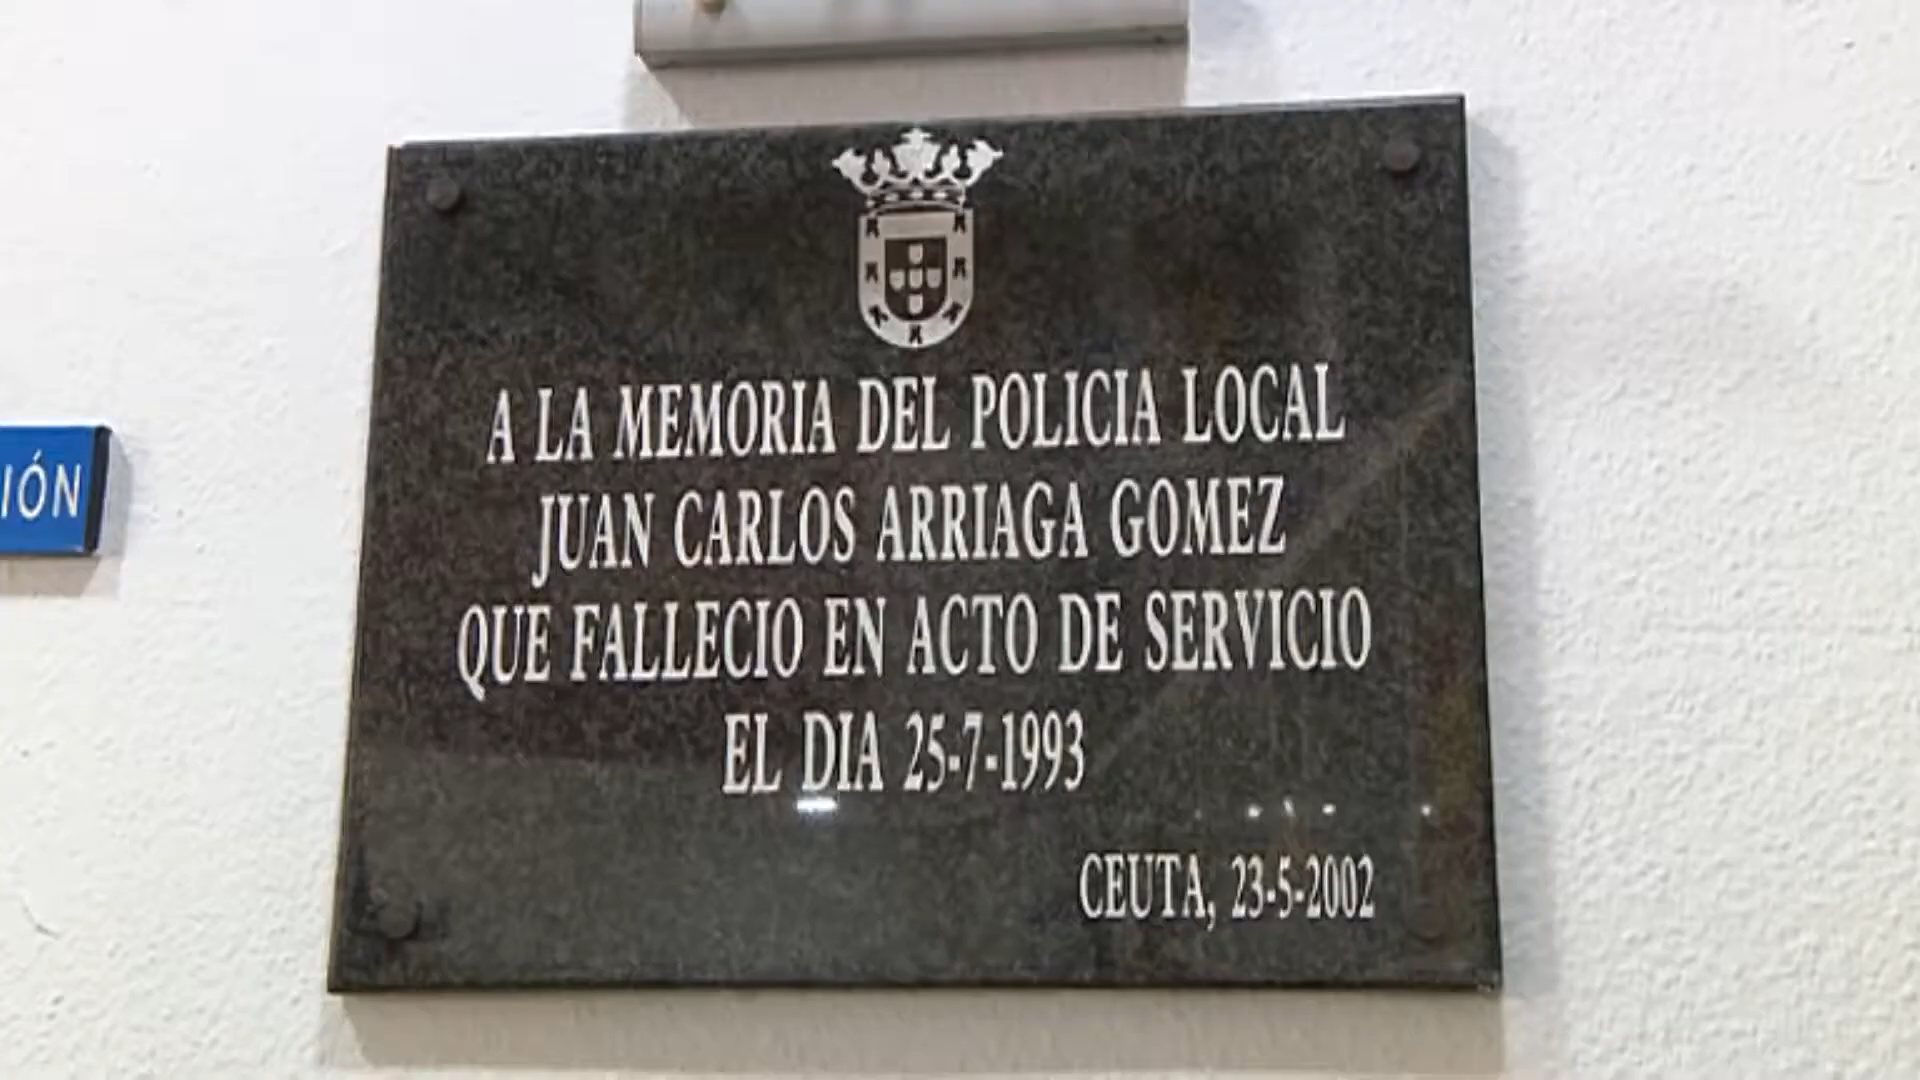 A LA MEMORIA DEL POLICIA LOCAL
JUAN CARLOS ARRIAGA GOMEZ
QUE FALLECIO EN ACTO DE SERVICIO
EL DIA 25-7-1993
CEUTA, 23-5-2002
IÓN